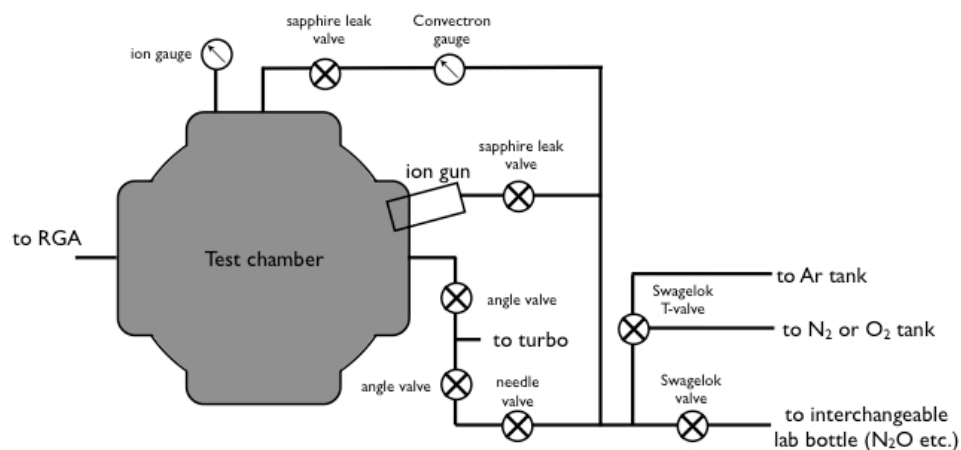 sapphire leak
valve
Convectron
gauge
ion gauge
sapphire leak
valve
ion gun
to RGA
Test chamber
to Ar tank
angle valve
Swagelok
T-valve
to N₂ or O₂ tank
to turbo
angle valve
needle
valve
Swagelok
valve
to interchangeable
lab bottle (N₂O etc.)